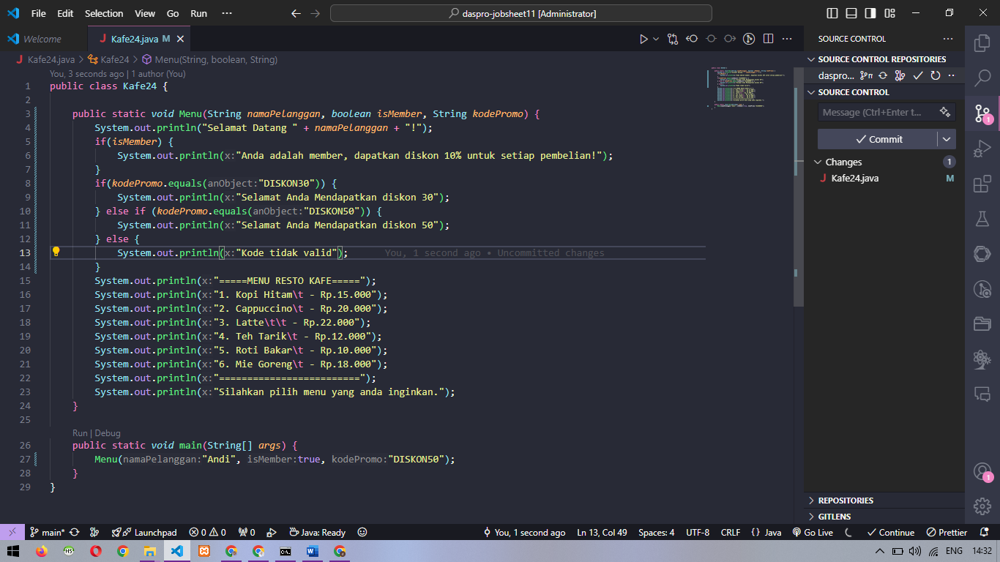 File Edit Selection View Go Run ··· daspro-jobsheet11 [Administrator]
Welcome Kafe24.java M
Kafe24.java > Kafe24 > Menu(String, boolean, String)
You, 3 seconds ago | 1 author (You)
1 public class Kafe24 {
2
3 public static void Menu(String namaPelanggan, boolean isMember, String kodePromo) {
4 System.out.println("Selamat Datang " + namaPelanggan + "!");
5 if(isMember) {
6 System.out.println(x:"Anda adalah member, dapatkan diskon 10% untuk setiap pembelian!");
7 }
8 if(kodePromo.equals(anObject:"DISKON30")) {
9 System.out.println(x:"Selamat Anda Mendapatkan diskon 30");
10 } else if (kodePromo.equals(anObject:"DISKON50")) {
11 System.out.println(x:"Selamat Anda Mendapatkan diskon 50");
12 } else {
13 System.out.println(x:"Kode tidak valid"); You, 1 second ago • Uncommitted changes
14 }
15 System.out.println(x:"=====MENU RESTO KAFE=====");
16 System.out.println(x:"1. Kopi Hitam\t - Rp.15.000");
17 System.out.println(x:"2. Cappuccino\t - Rp.20.000");
18 System.out.println(x:"3. Latte\t\t - Rp.22.000");
19 System.out.println(x:"4. Teh Tarik\t - Rp.12.000");
20 System.out.println(x:"5. Roti Bakar\t - Rp.10.000");
21 System.out.println(x:"6. Mie Goreng\t - Rp.18.000");
22 System.out.println(x:"=========================");
23 System.out.println(x:"Silahkan pilih menu yang anda inginkan.");
24 }
25
Run | Debug
26 public static void main(String[] args) {
27 Menu(namaPelanggan:"Andi", isMember:true, kodePromo:"DISKON50");
28 }
29 }
SOURCE CONTROL
SOURCE CONTROL REPOSITORIES
daspro...
SOURCE CONTROL
Message (Ctrl+Enter t...
Commit
Changes 1
Kafe24.java M
REPOSITORIES
GITLENS
1
1
main* Launchpad 0 0 0 Java: Ready You, 1 second ago Ln 13, Col 49 Spaces: 4 UTF-8 CRLF {} Java Go Live Continue Prettier
HS ENG 14:32